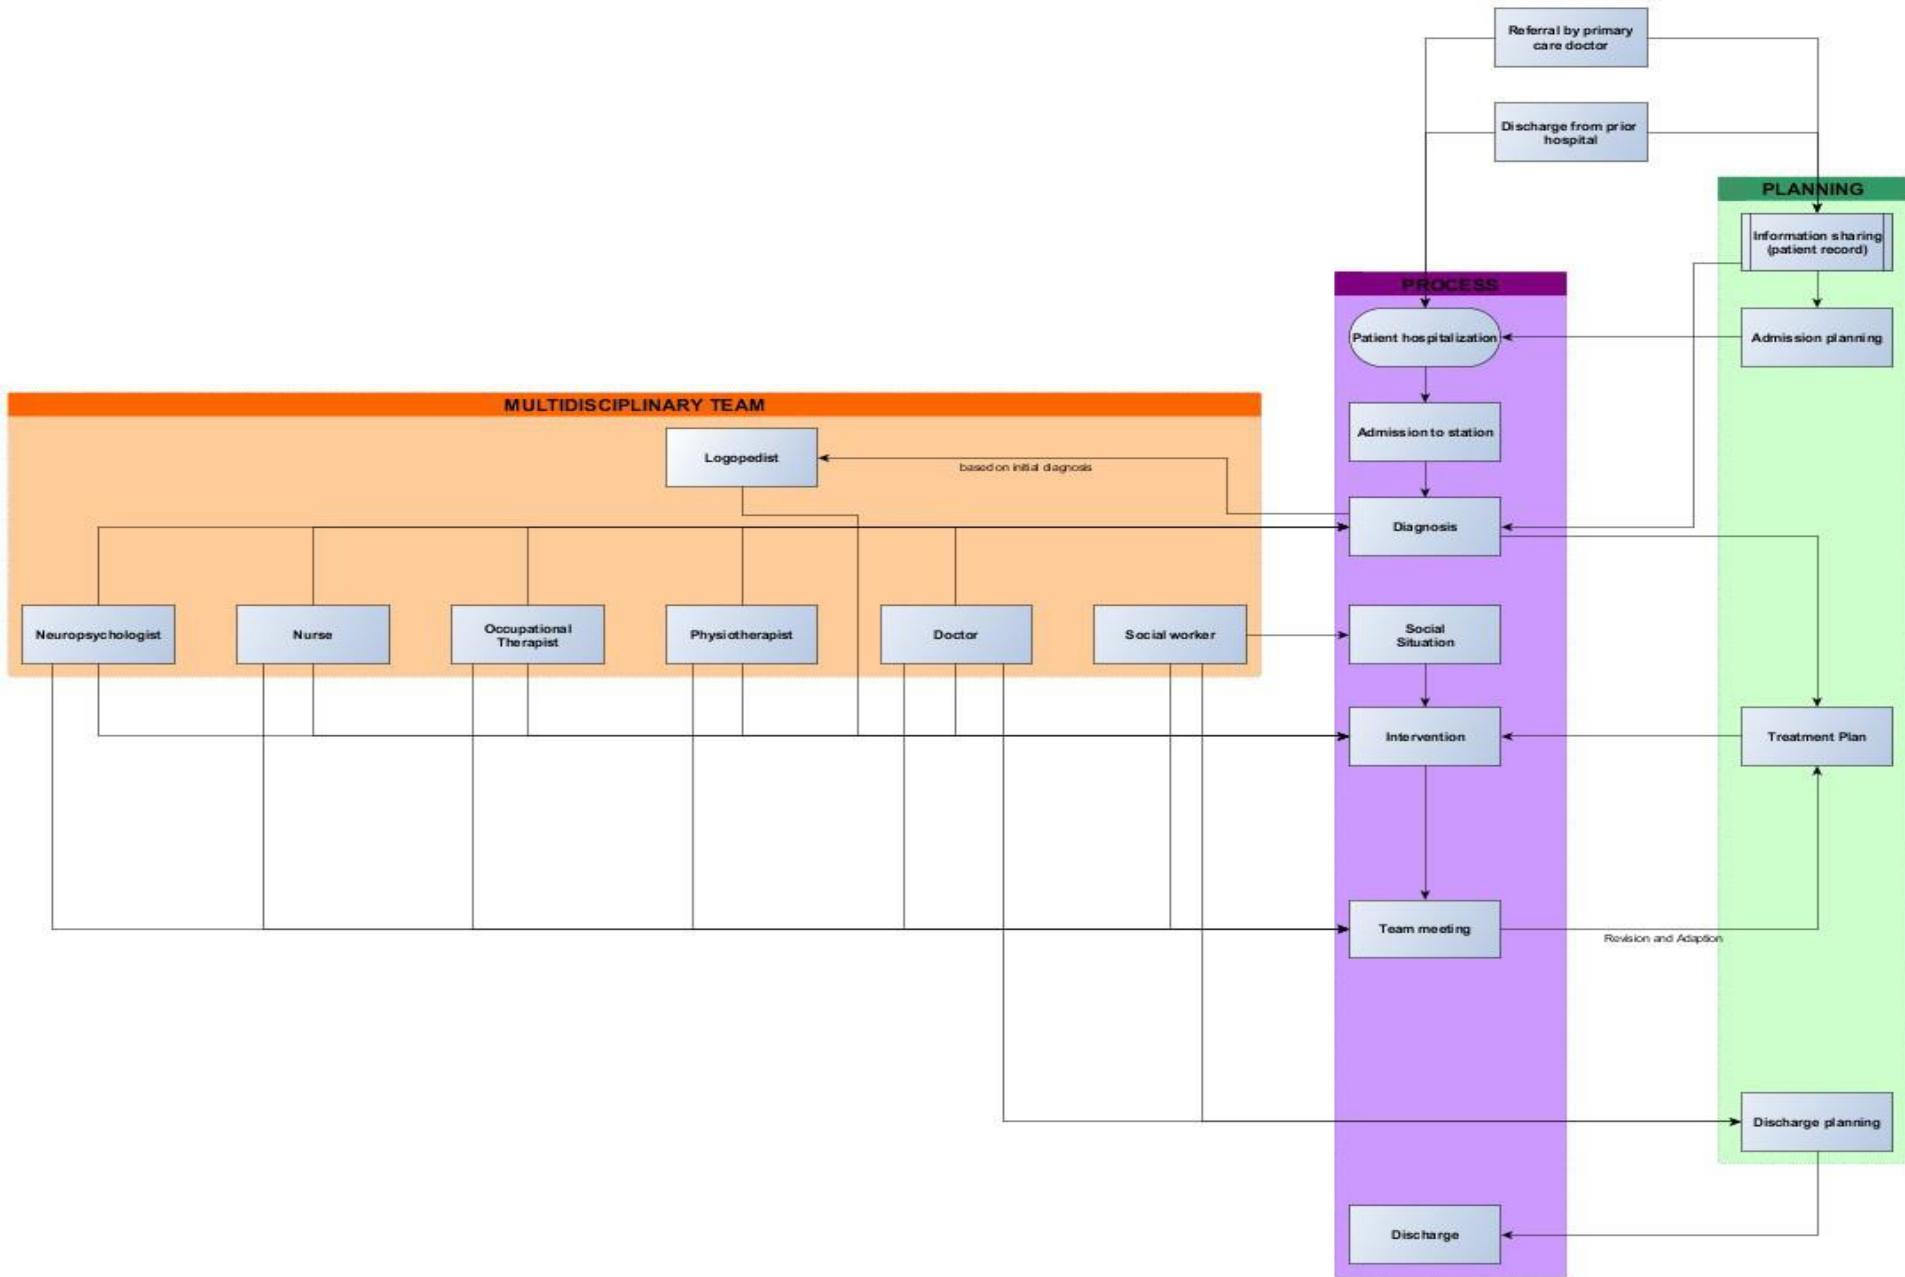 Referral by primary
care doctor
Discharge from prior
hospital
PLANNING
Information sharing
(patient record)
PROCESS
Patient hospitalization
Admission planning
MULTIDISCIPLINARY TEAM
Admission to station
Logopedist
based on initial diagnosis
Diagnosis
Neuropsychologist
Nurse
Occupational
Therapist
Physiotherapist
Doctor
Social worker
Social
Situation
Intervention
Treatment Plan
Team meeting
Revision and Adaption
Discharge planning
Discharge